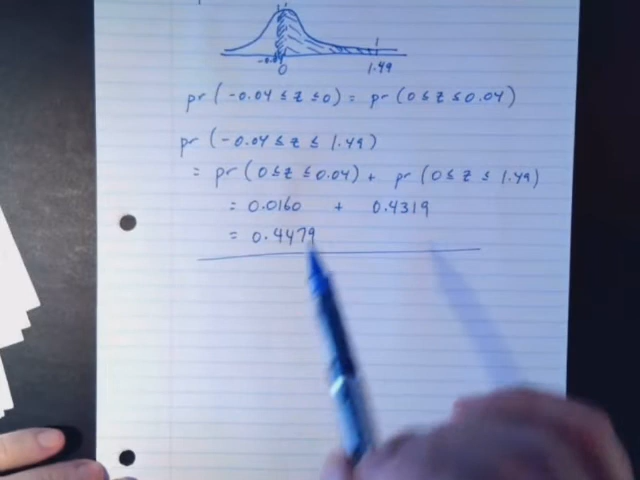 -0.04
0
1.49
pr(-0.04 ≤ z ≤ 0) = pr(0 ≤ z ≤ 0.04)
pr(-0.04 ≤ z ≤ 1.49)
= pr(0 ≤ z ≤ 0.04) + pr(0 ≤ z ≤ 1.49)
= 0.0160 + 0.4319
= 0.4479